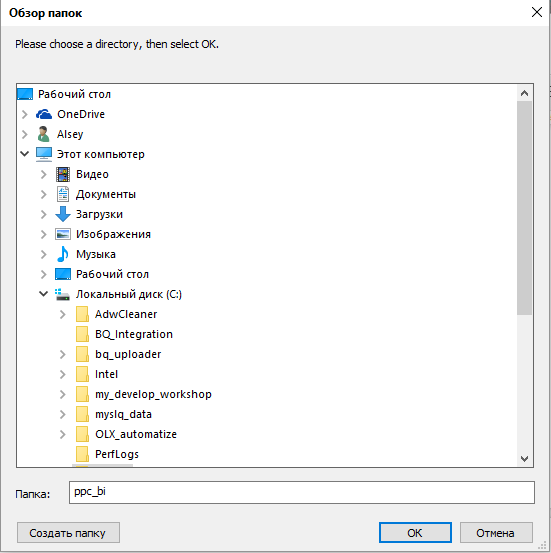 Обзор папок
Please choose a directory, then select OK.
Рабочий стол
OneDrive
Alsey
Этот компьютер
Видео
Документы
Загрузки
Изображения
Музыка
Рабочий стол
Локальный диск (C:)
AdwCleaner
BQ_Integration
bq_uploader
Intel
my_develop_workshop
myslq_data
OLX_automatize
PerfLogs
Папка: ppc_bi
Создать папку OK Отмена